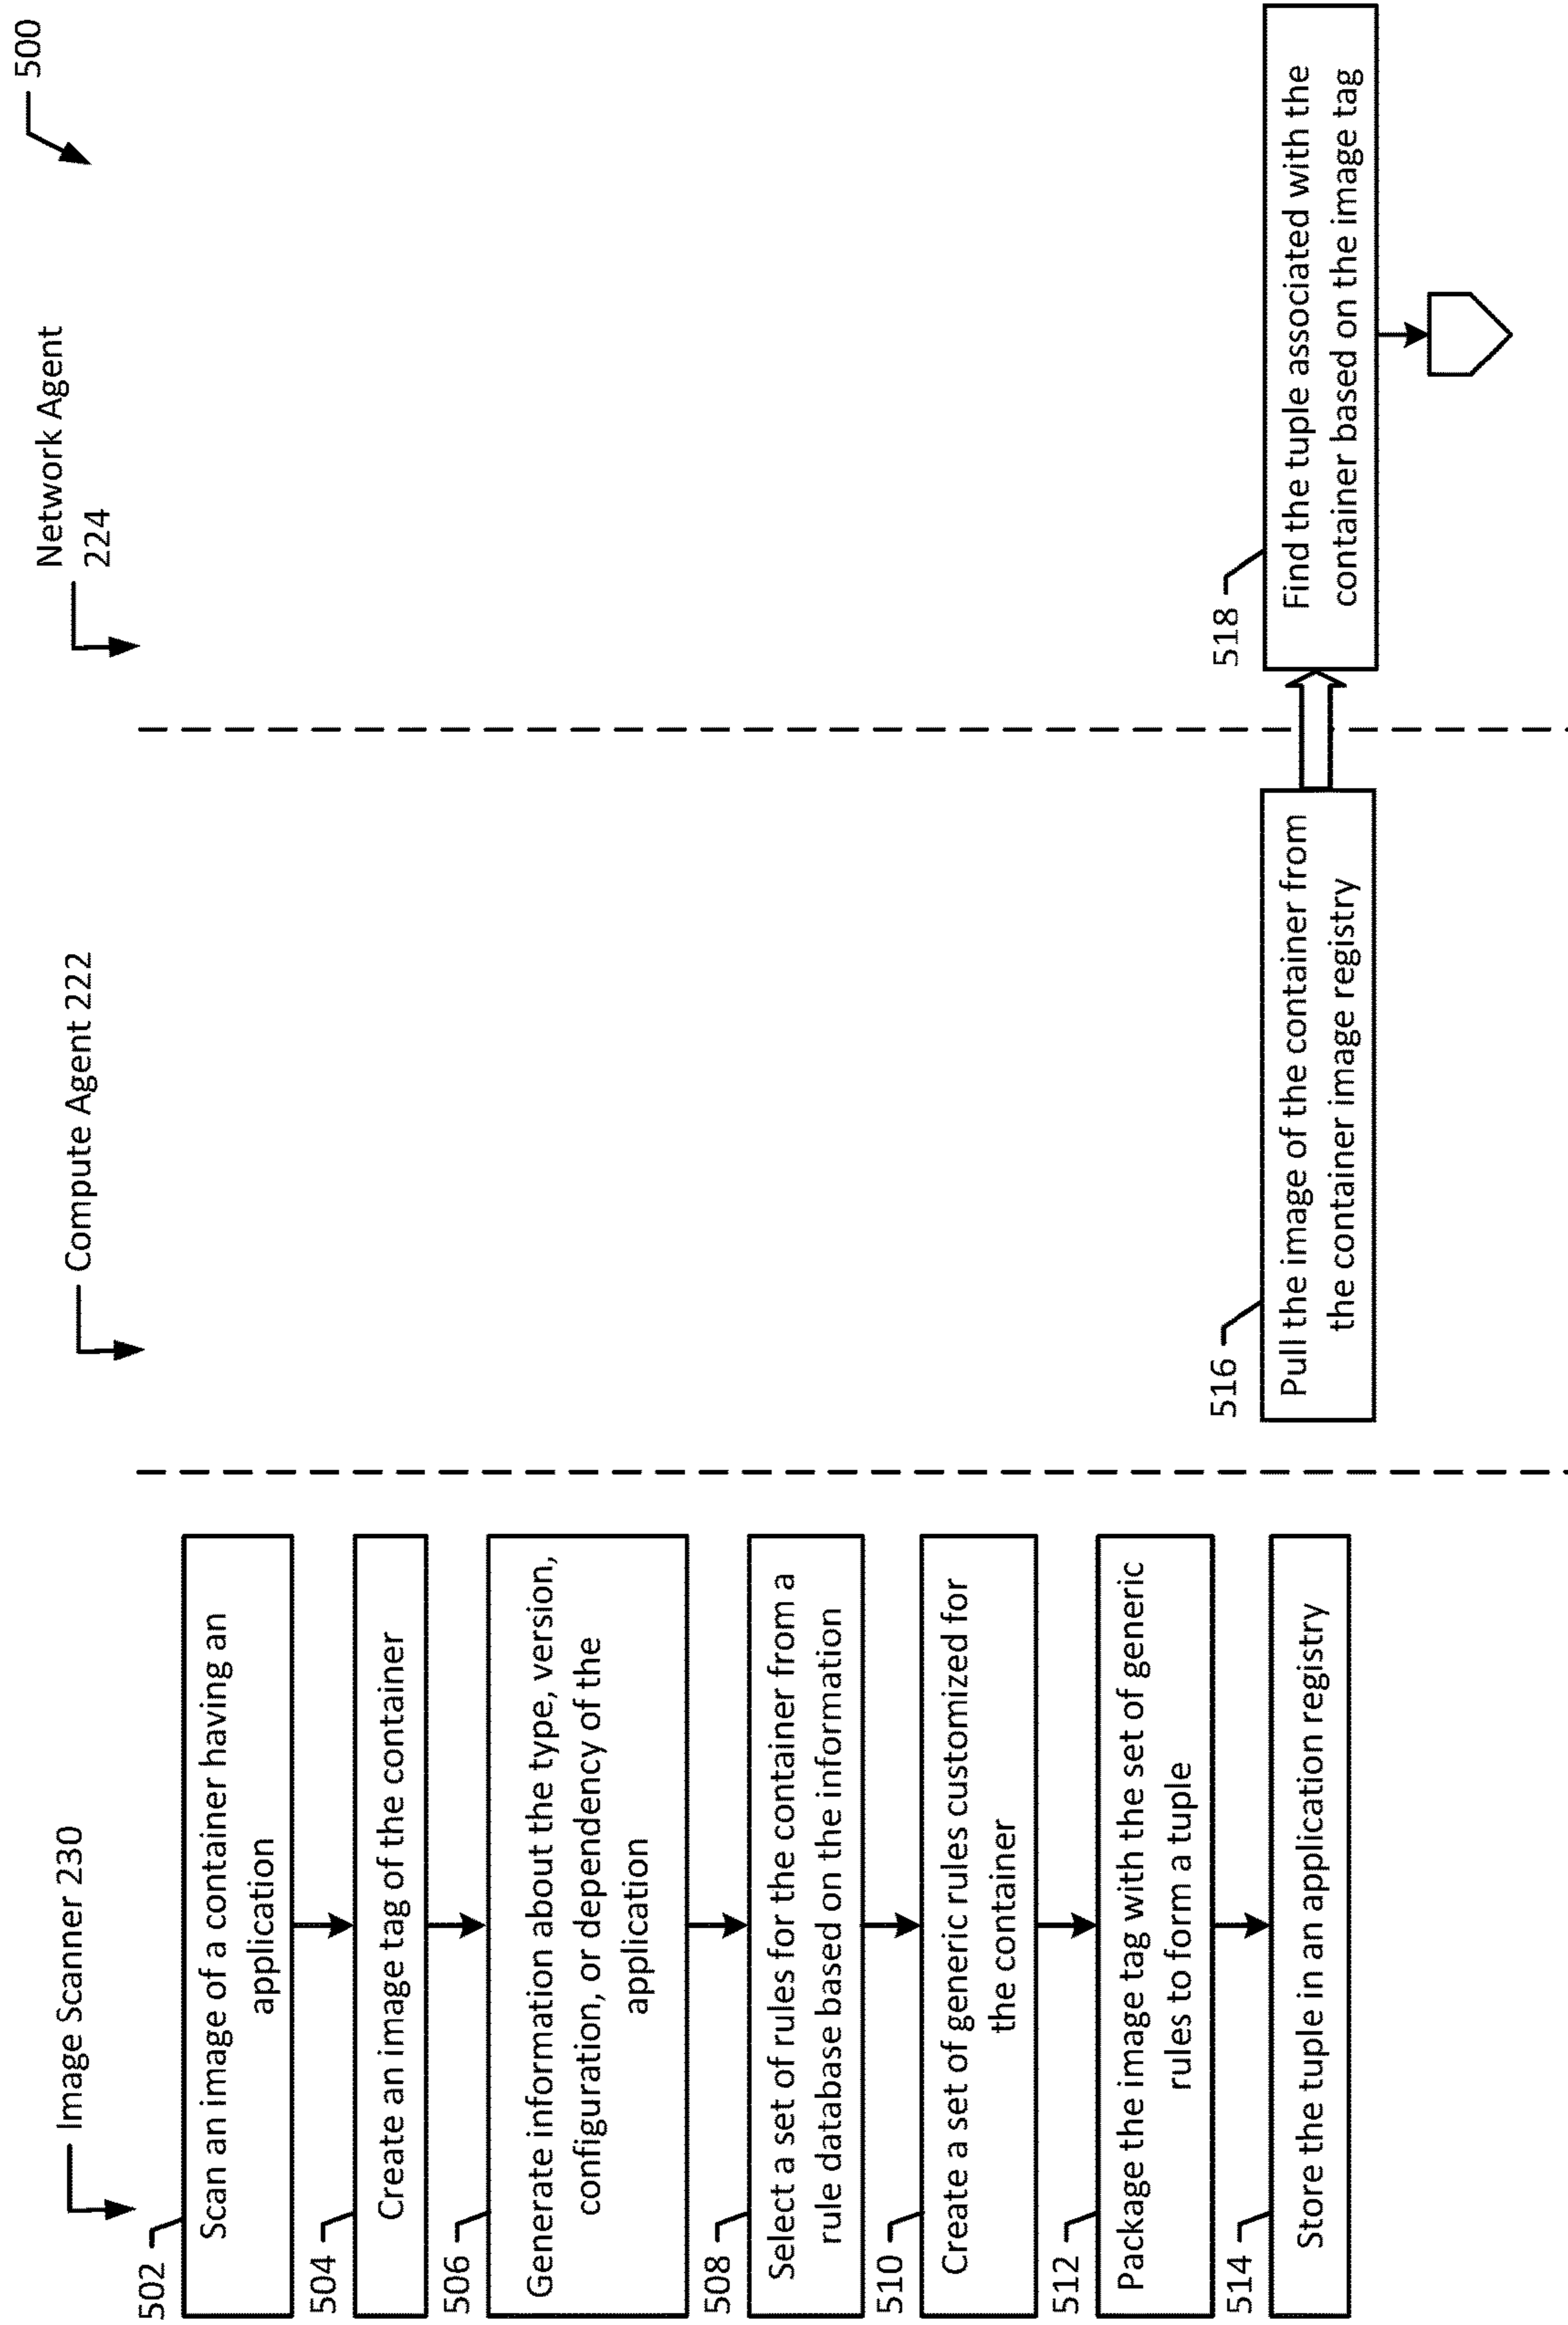 500
Image Scanner 230
Compute Agent 222
Network Agent
224
502
Scan an image of a container having an
application
504
Create an image tag of the container
506
Generate information about the type, version,
configuration, or dependency of the
application
508
Select a set of rules for the container from a
rule database based on the information
510
Create a set of generic rules customized for
the container
512
Package the image tag with the set of generic
rules to form a tuple
514
Store the tuple in an application registry
516
Pull the image of the container from
the container image registry
518
Find the tuple associated with the
container based on the image tag